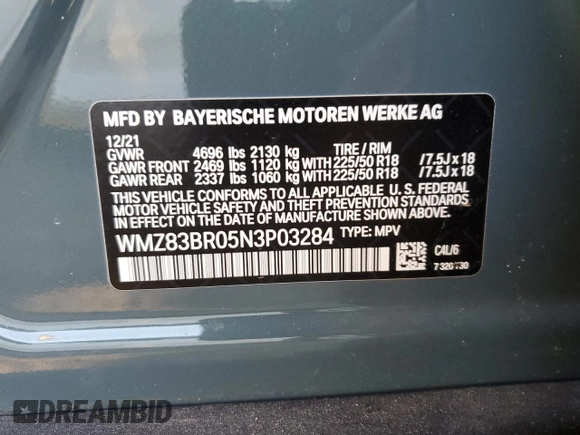 MFD BY BAYERISCHE MOTOREN WERKE AG
12/21
GVWR 4696 lbs 2130 kg TIRE / RIM
GAWR FRONT 2469 lbs 1120 kg WITH 225/50 R18 /7.5J x 18
GAWR REAR 2337 lbs 1060 kg WITH 225/50 R18 /7.5J x 18
THIS VEHICLE CONFORMS TO ALL APPLICABLE U. S. FEDERAL
MOTOR VEHICLE SAFETY AND THEFT PREVENTION STANDARDS
IN EFFECT ON THE DATE OF MANUFACTURE SHOWN ABOVE.
WMZ83BR05N3P03284 TYPE: MPV
C4L/6
DREAMBID